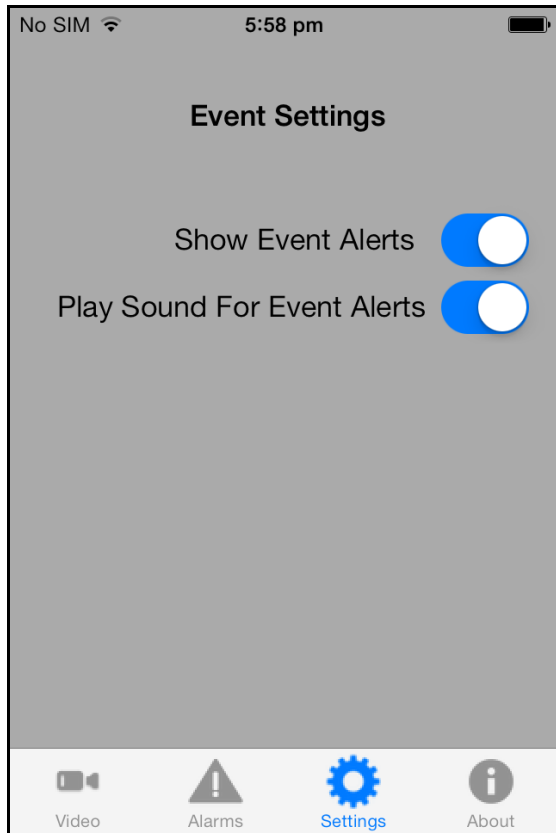 No SIM 5:58 pm
Event Settings
Show Event Alerts
Play Sound For Event Alerts
Video Alarms Settings About